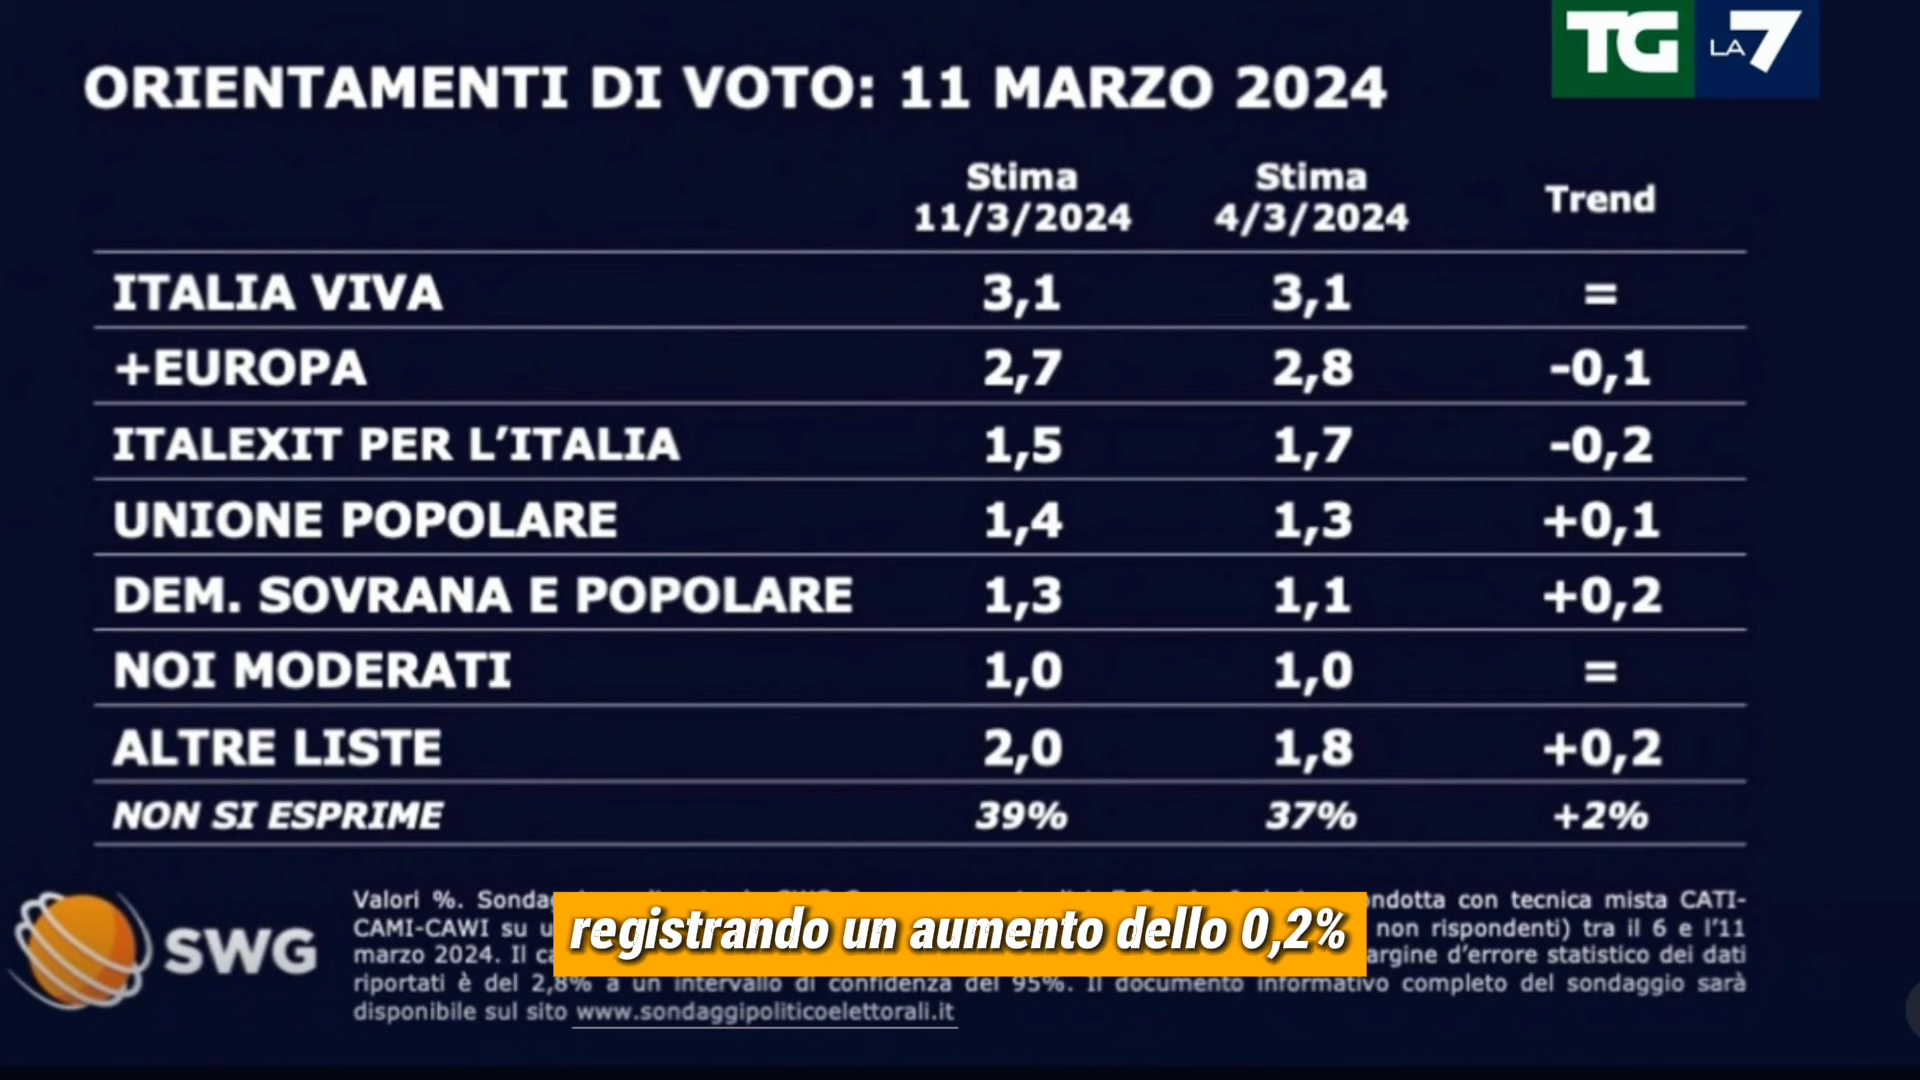 TG LA7
ORIENTAMENTI DI VOTO: 11 MARZO 2024
Stima 11/3/2024 Stima 4/3/2024 Trend
ITALIA VIVA 3,1 3,1 =
+EUROPA 2,7 2,8 -0,1
ITALEXIT PER L’ITALIA 1,5 1,7 -0,2
UNIONE POPOLARE 1,4 1,3 +0,1
DEM. SOVRANA E POPOLARE 1,3 1,1 +0,2
NOI MODERATI 1,0 1,0 =
ALTRE LISTE 2,0 1,8 +0,2
NON SI ESPRIME 39% 37% +2%
SWG
Valori %. con tecnica mista CATI-
CAMI-CAWI su non rispondenti) tra il 6 e l’11
marzo 2024. Il d’errore statistico dei dati
riportati è del 2,8% a un intervallo di confidenza del 95%. Il documento informativo completo del sondaggio sarà
disponibile sul sito www.sondaggipoliticoelettorali.it
registrando un aumento dello 0,2%